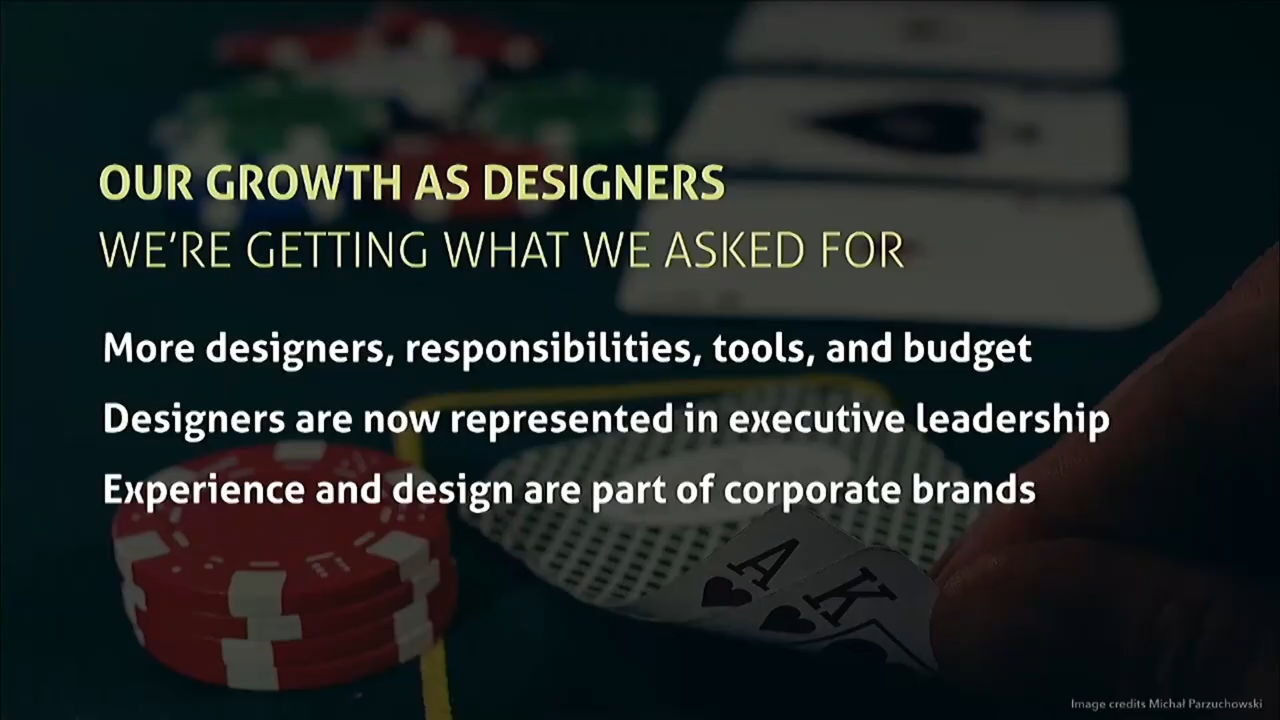 OUR GROWTH AS DESIGNERS
WE'RE GETTING WHAT WE ASKED FOR
More designers, responsibilities, tools, and budget
Designers are now represented in executive leadership
Experience and design are part of corporate brands
A K
Image credits Michał Parzuchowski